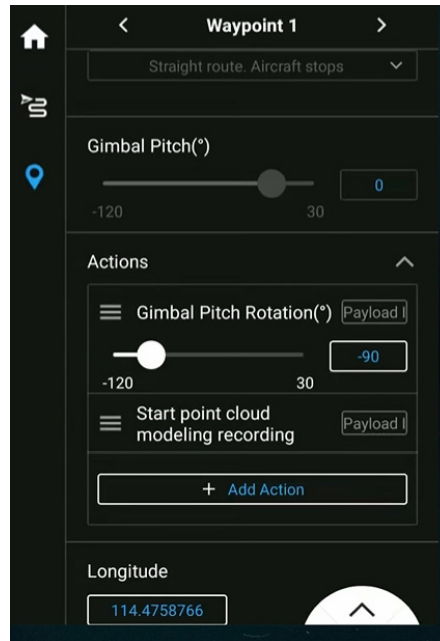 Waypoint 1
Straight route. Aircraft stops
Gimbal Pitch(°)
0
-120 30
Actions
Gimbal Pitch Rotation(°) Payload I
-90
-120 30
Start point cloud
modeling recording Payload I
+ Add Action
Longitude
114.4758766